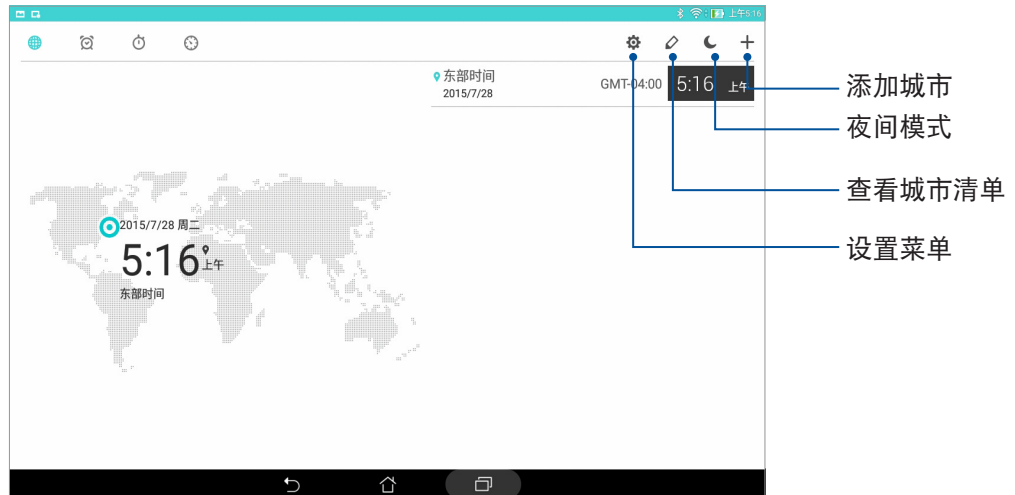 上午5:16
东部时间
2015/7/28
GMT-04:00
5:16 上午
添加城市
夜间模式
查看城市清单
设置菜单
2015/7/28 周二
5:16 上午
东部时间